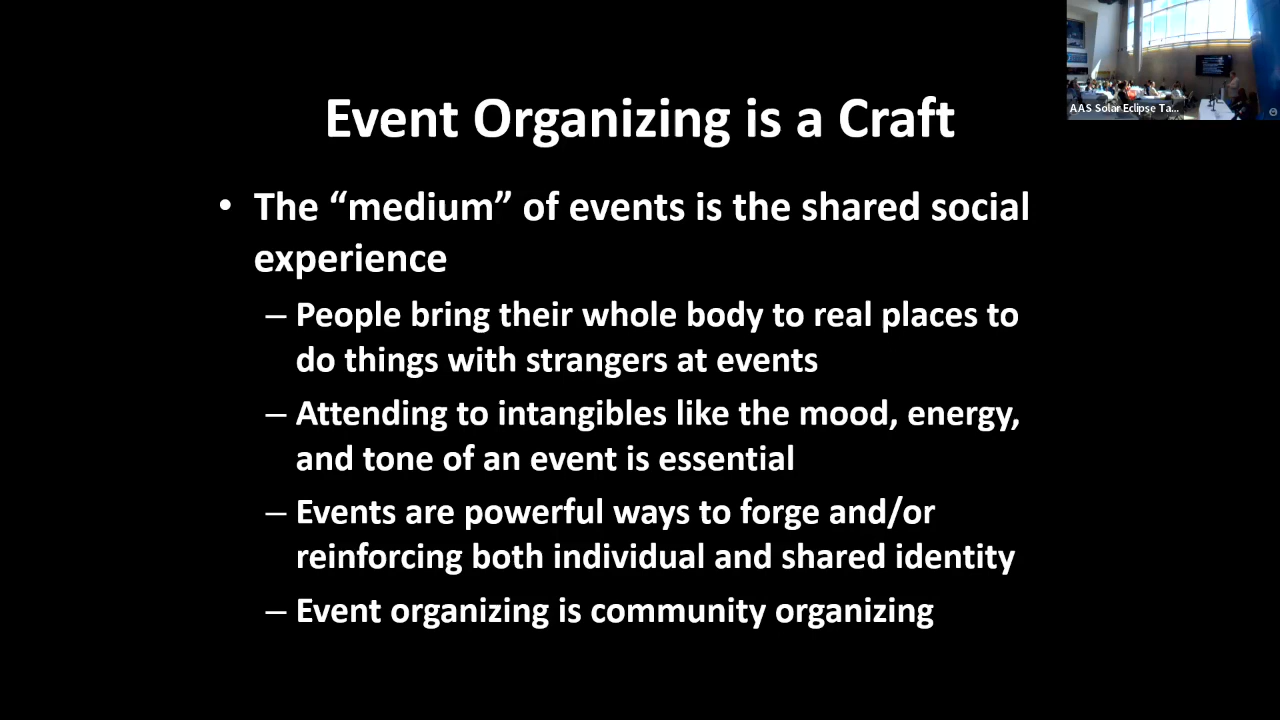 Event Organizing is a Craft
AAS Solar Eclipse Ta...
• The “medium” of events is the shared social
experience
– People bring their whole body to real places to
do things with strangers at events
– Attending to intangibles like the mood, energy,
and tone of an event is essential
– Events are powerful ways to forge and/or
reinforcing both individual and shared identity
– Event organizing is community organizing